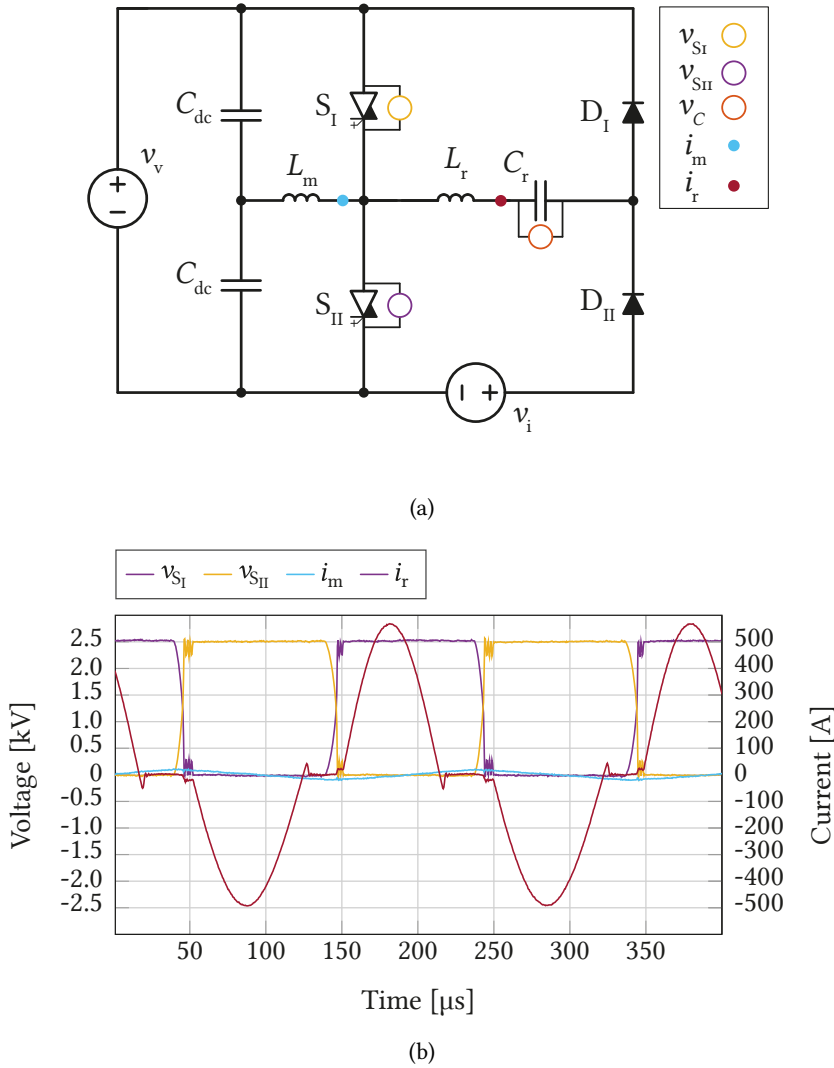 v_SI
v_SII
v_C
i_m
i_r
C_dc
S_I
D_I
v_v
L_m
L_r
C_r
C_dc
S_II
D_II
v_i
(a)
v_SI v_SII i_m i_r
2.5 500
2.0 400
1.5 300
1.0 200
0.5 100
0 0
-0.5 -100
-1.0 -200
-1.5 -300
-2.0 -400
-2.5 -500
Voltage [kV]
Current [A]
50 100 150 200 250 300 350
Time [µs]
(b)